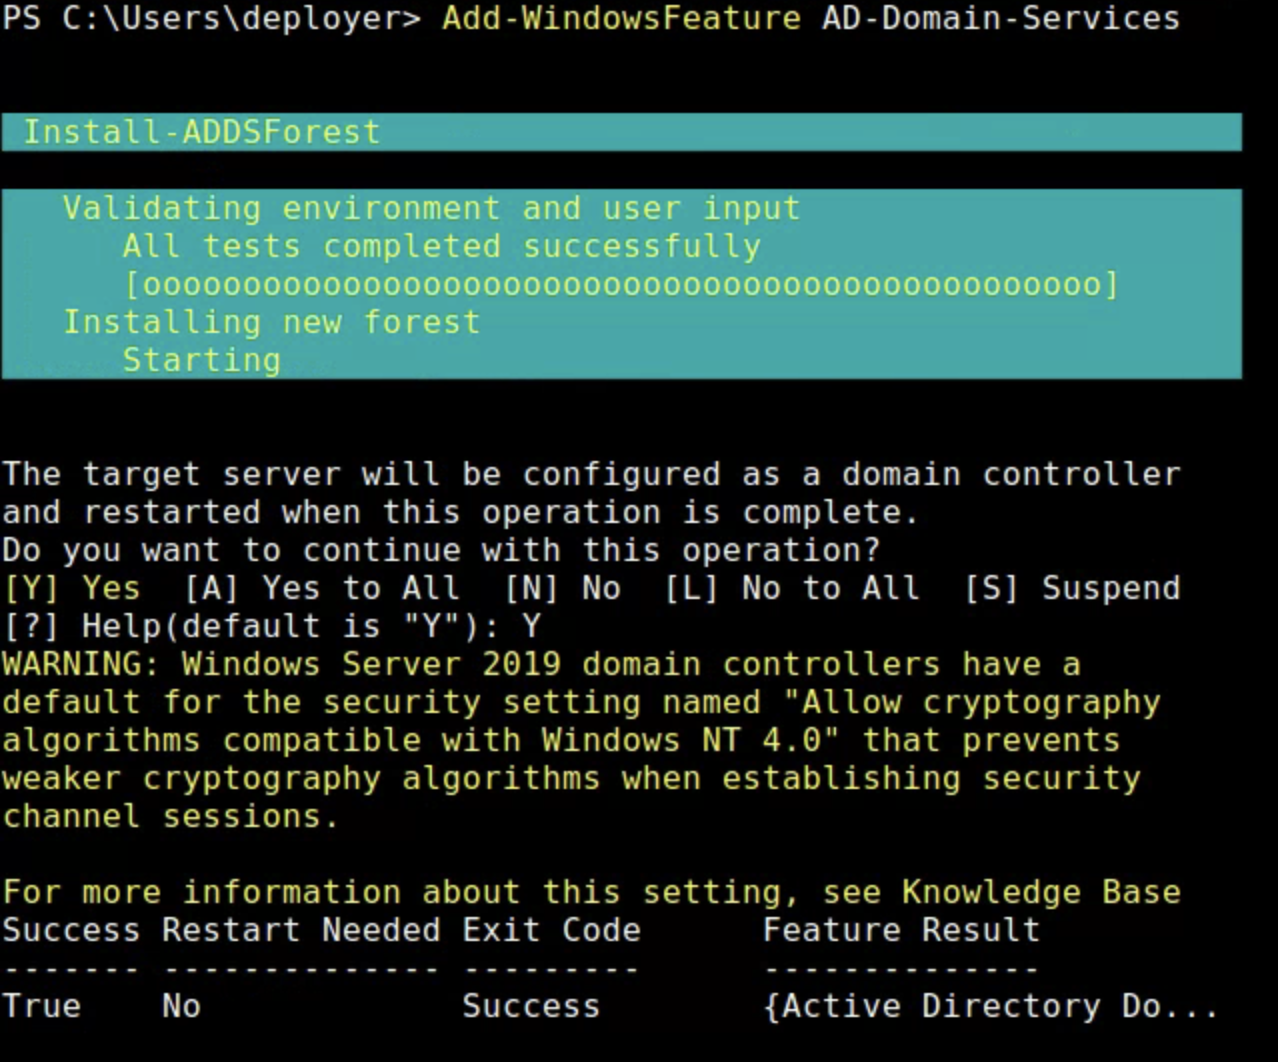 PS C:\Users\deployer> Add-WindowsFeature AD-Domain-Services
Install-ADDSForest
Validating environment and user input
All tests completed successfully
[oooooooooooooooooooooooooooooooooooooooooooooooo]
Installing new forest
Starting
The target server will be configured as a domain controller
and restarted when this operation is complete.
Do you want to continue with this operation?
[Y] Yes  [A] Yes to All  [N] No  [L] No to All  [S] Suspend
[?] Help(default is "Y"): Y
WARNING: Windows Server 2019 domain controllers have a
default for the security setting named "Allow cryptography
algorithms compatible with Windows NT 4.0" that prevents
weaker cryptography algorithms when establishing security
channel sessions.
For more information about this setting, see Knowledge Base
Success Restart Needed Exit Code      Feature Result
------- -------------- ---------      --------------
True    No             Success        {Active Directory Do...